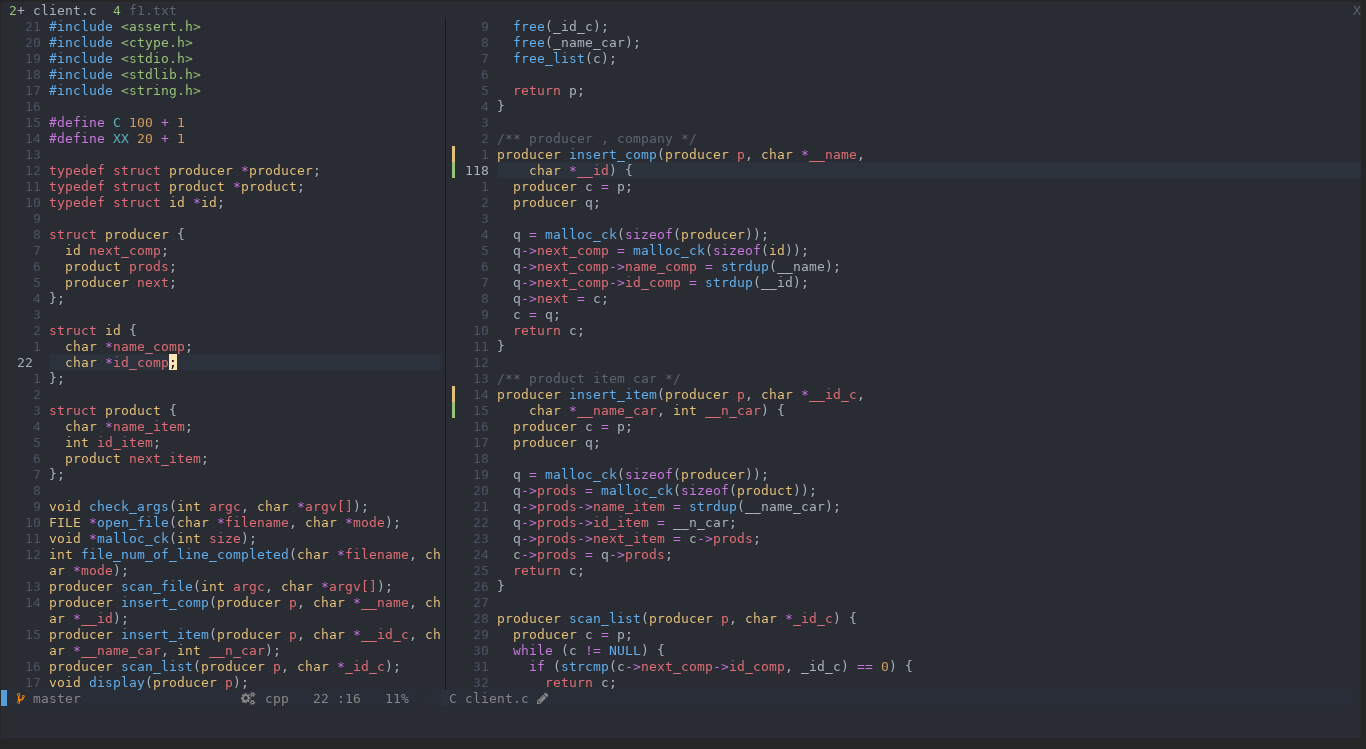 2+ client.c 4 f1.txt X
21 #include <assert.h>
20 #include <ctype.h>
19 #include <stdio.h>
18 #include <stdlib.h>
17 #include <string.h>
16
15 #define C 100 + 1
14 #define XX 20 + 1
13
12 typedef struct producer *producer;
11 typedef struct product *product;
10 typedef struct id *id;
9
8 struct producer {
7   id next_comp;
6   product prods;
5   producer next;
4 };
3
2 struct id {
1   char *name_comp;
22   char *id_comp;
1 };
2
3 struct product {
4   char *name_item;
5   int id_item;
6   product next_item;
7 };
8
9 void check_args(int argc, char *argv[]);
10 FILE *open_file(char *filename, char *mode);
11 void *malloc_ck(int size);
12 int file_num_of_line_completed(char *filename, ch
ar *mode);
13 producer scan_file(int argc, char *argv[]);
14 producer insert_comp(producer p, char *__name, ch
ar *__id);
15 producer insert_item(producer p, char *__id_c, ch
ar *__name_car, int __n_car);
16 producer scan_list(producer p, char *_id_c);
17 void display(producer p);
9   free(_id_c);
8   free(_name_car);
7   free_list(c);
6
5   return p;
4 }
3
2 /** producer , company */
1 producer insert_comp(producer p, char *__name,
118     char *__id) {
1   producer c = p;
2   producer q;
3
4   q = malloc_ck(sizeof(producer));
5   q->next_comp = malloc_ck(sizeof(id));
6   q->next_comp->name_comp = strdup(__name);
7   q->next_comp->id_comp = strdup(__id);
8   q->next = c;
9   c = q;
10   return c;
11 }
12
13 /** product item car */
14 producer insert_item(producer p, char *__id_c,
15     char *__name_car, int __n_car) {
16   producer c = p;
17   producer q;
18
19   q = malloc_ck(sizeof(producer));
20   q->prods = malloc_ck(sizeof(product));
21   q->prods->name_item = strdup(__name_car);
22   q->prods->id_item = __n_car;
23   q->prods->next_item = c->prods;
24   c->prods = q->prods;
25   return c;
26 }
27
28 producer scan_list(producer p, char *_id_c) {
29   producer c = p;
30   while (c != NULL) {
31     if (strcmp(c->next_comp->id_comp, _id_c) == 0) {
32       return c;
master cpp 22 :16 11% C client.c